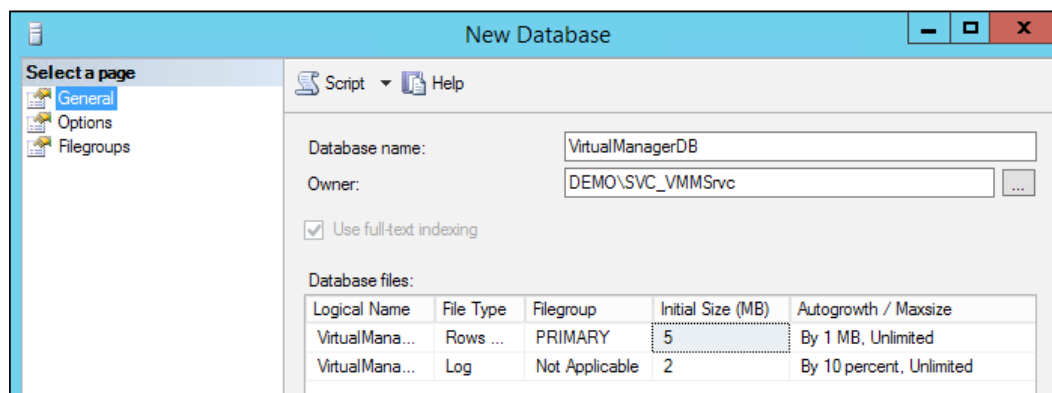 New Database
Select a page
General
Options
Filegroups
Script Help
Database name: VirtualManagerDB
Owner: DEMO\SVC_VMMSrvc ...
Use full-text indexing
Database files:
Logical Name File Type Filegroup Initial Size (MB) Autogrowth / Maxsize
VirtualMana... Rows ... PRIMARY 5 By 1 MB, Unlimited
VirtualMana... Log Not Applicable 2 By 10 percent, Unlimited